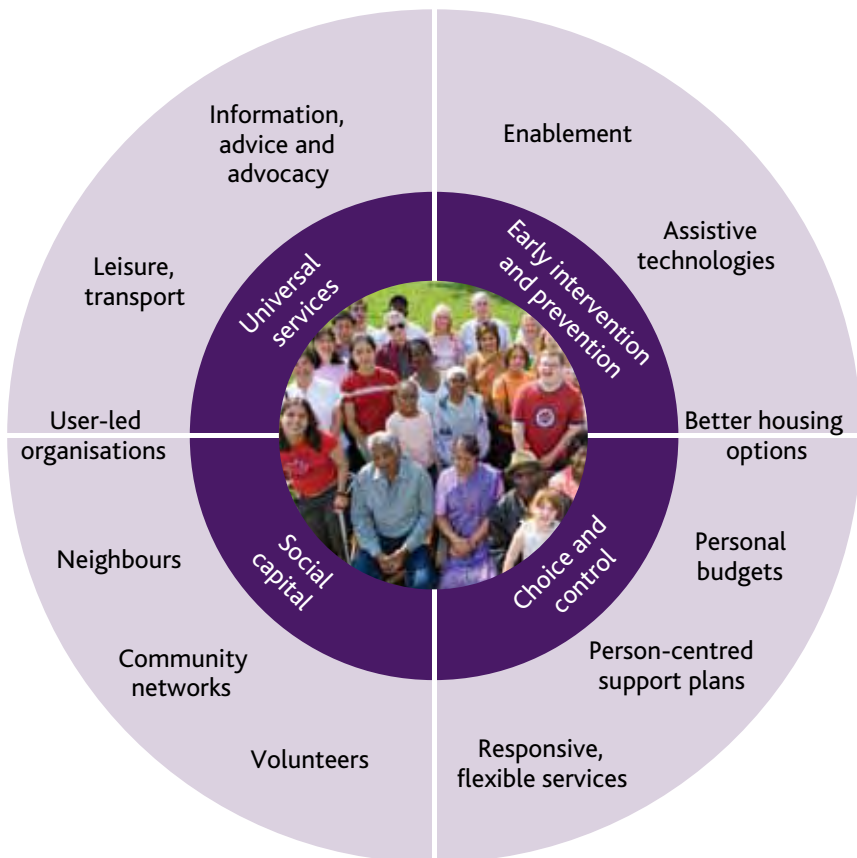 Information,
advice and
advocacy
Leisure,
transport
Universal
services
Enablement
Assistive
technologies
Early intervention
and prevention
User-led
organisations
Better housing
options
Neighbours
Community
networks
Volunteers
Social
capital
Choice and
control
Personal
budgets
Person-centred
support plans
Responsive,
flexible services